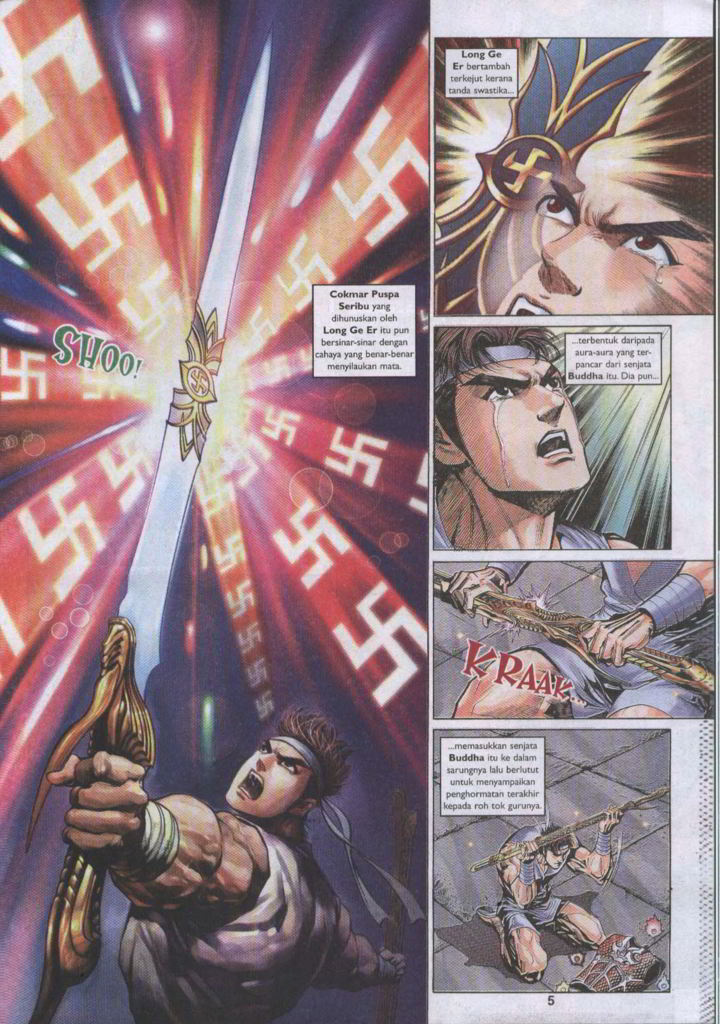 SHOO!
Cokmar Puspa
Seribu yang
dihunuskan oleh
Long Ge Er itu pun
bersinar-sinar dengan
cahaya yang benar-benar
menyilaukan mata.
Long Ge
Er bertambah
terkejut kerana
tanda swastika...
...terbentuk daripada
aura-aura yang ter-
pancar dari senjata
Buddha itu. Dia pun...
KRAAK...
...memasukkan senjata
Buddha itu ke dalam
sarungnya lalu berlutut
untuk menyampaikan
penghormatan terakhir
kepada roh tok gurunya.
5